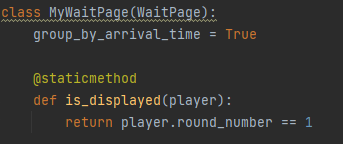 class MyWaitPage(WaitPage):
    group_by_arrival_time = True

    @staticmethod
    def is_displayed(player):
        return player.round_number == 1